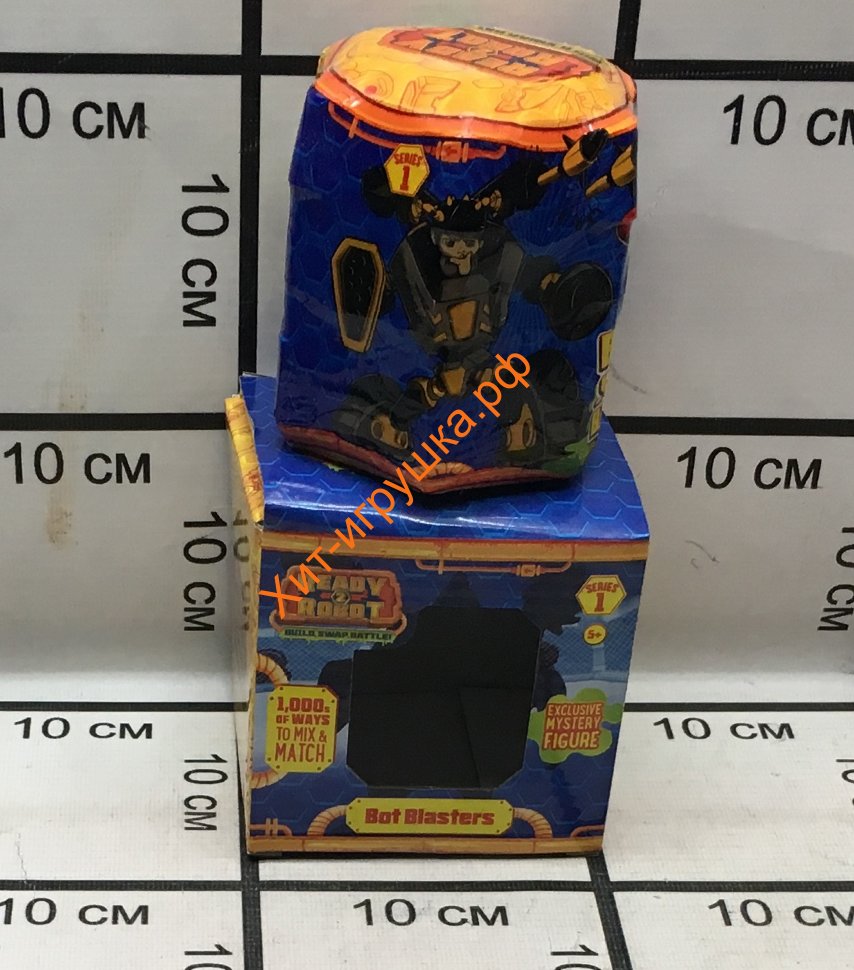 10 СМ
10 СМ
10 СМ
SERIES
1
10 СМ
10 СМ
10 СМ
Хит-игрушка.рф
READY
2
ROBOT
BUILD, SWAP, BATTLE!
SERIES
1
5+
1,000s
OF WAYS
TO MIX &
MATCH
EXCLUSIVE
MYSTERY
FIGURE
Bot Blasters
10 СМ
10 СМ
10 СМ
10 СМ
10 СМ
10 СМ
10 СМ